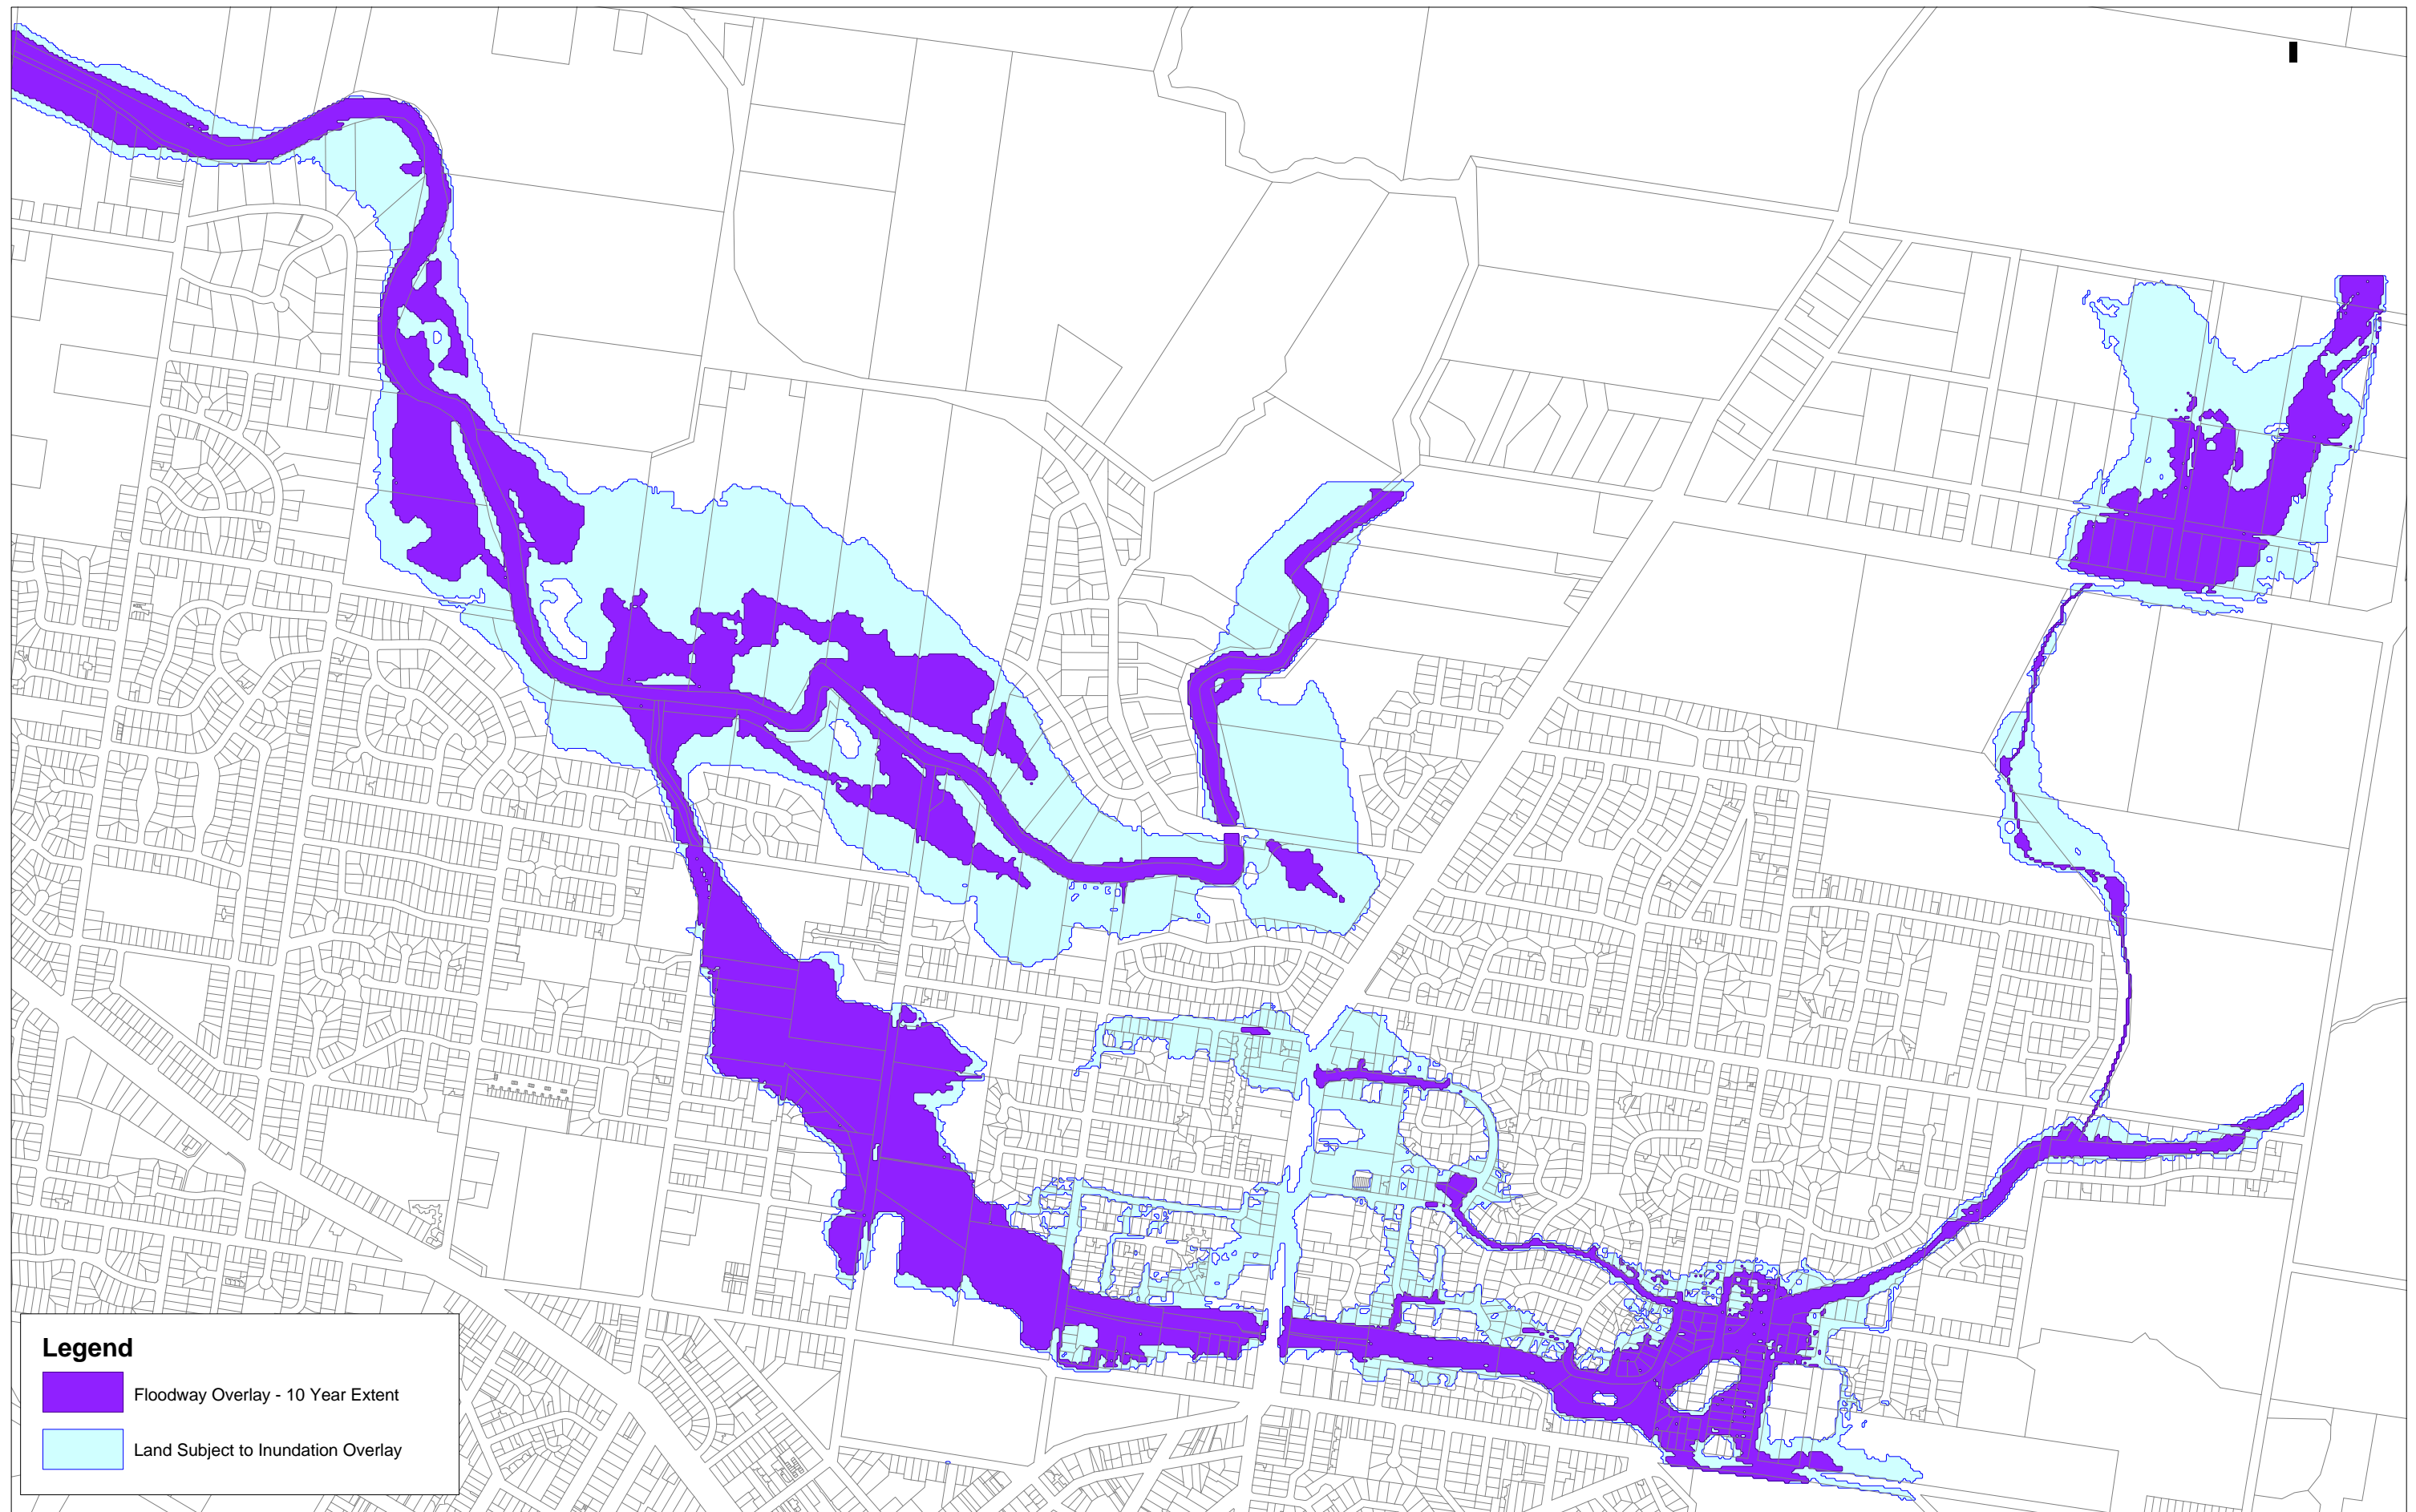 Legend
Floodway Overlay - 10 Year Extent
Land Subject to Inundation Overlay